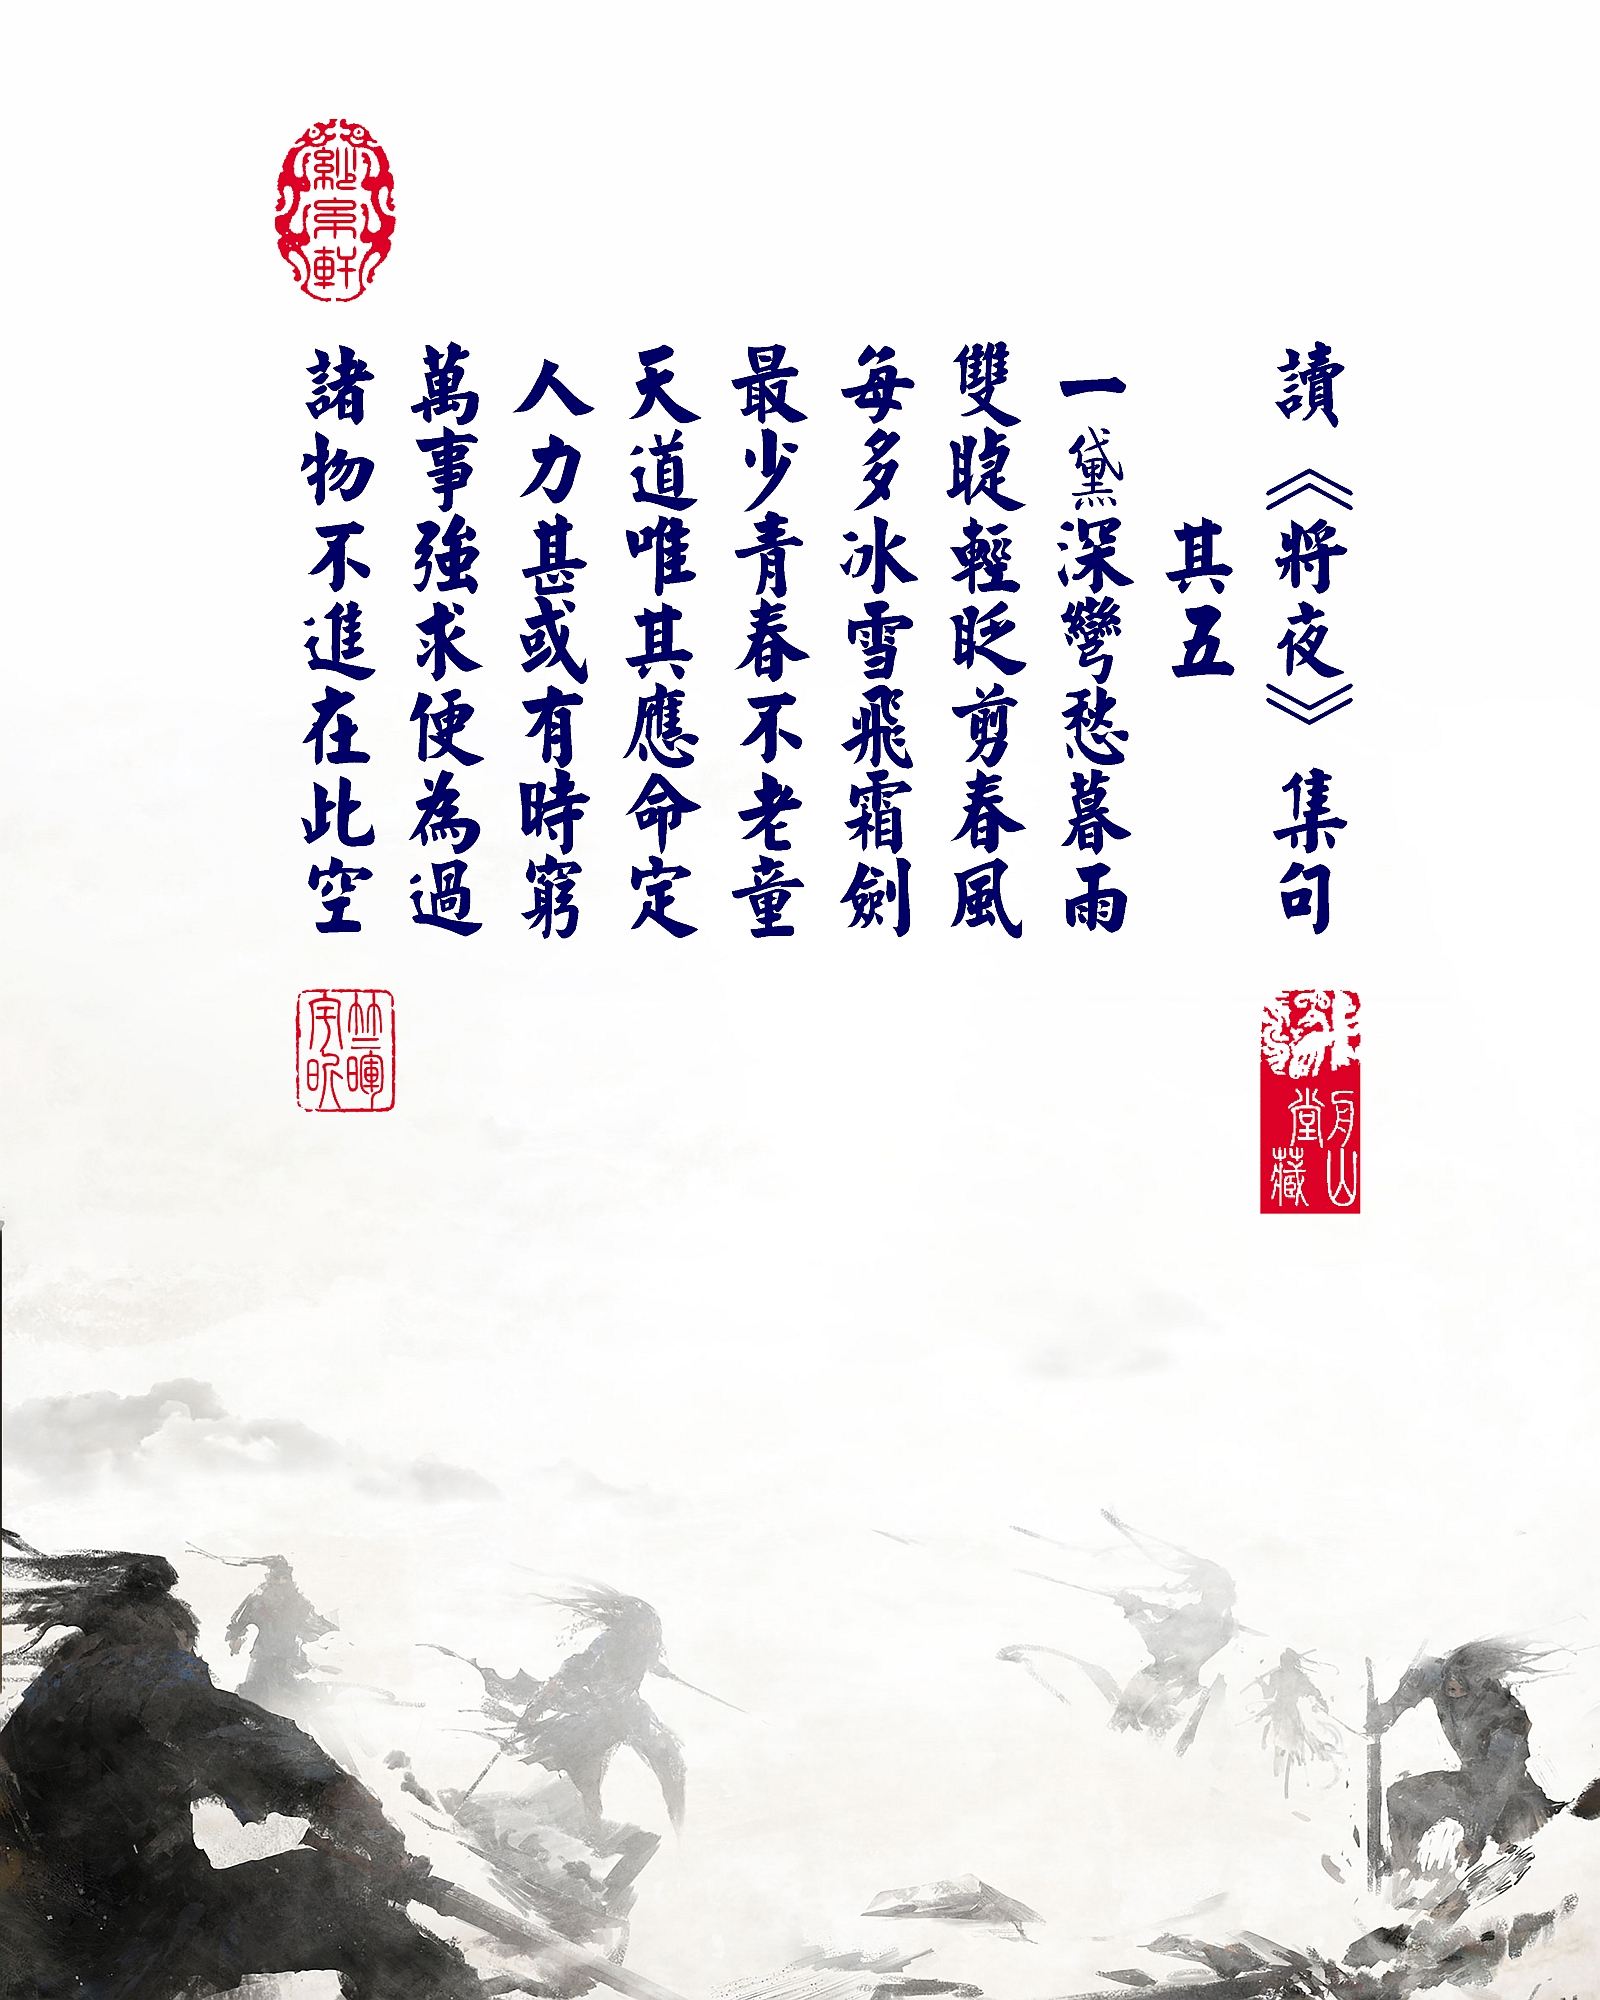 讀《將夜》集句
其五
一黛深彎愁暮雨
雙睫輕眨剪春風
每多冰雪飛霜劍
最少青春不老童
天道唯其應命定
人力甚或有時窮
萬事強求便為過
諸物不進在此空